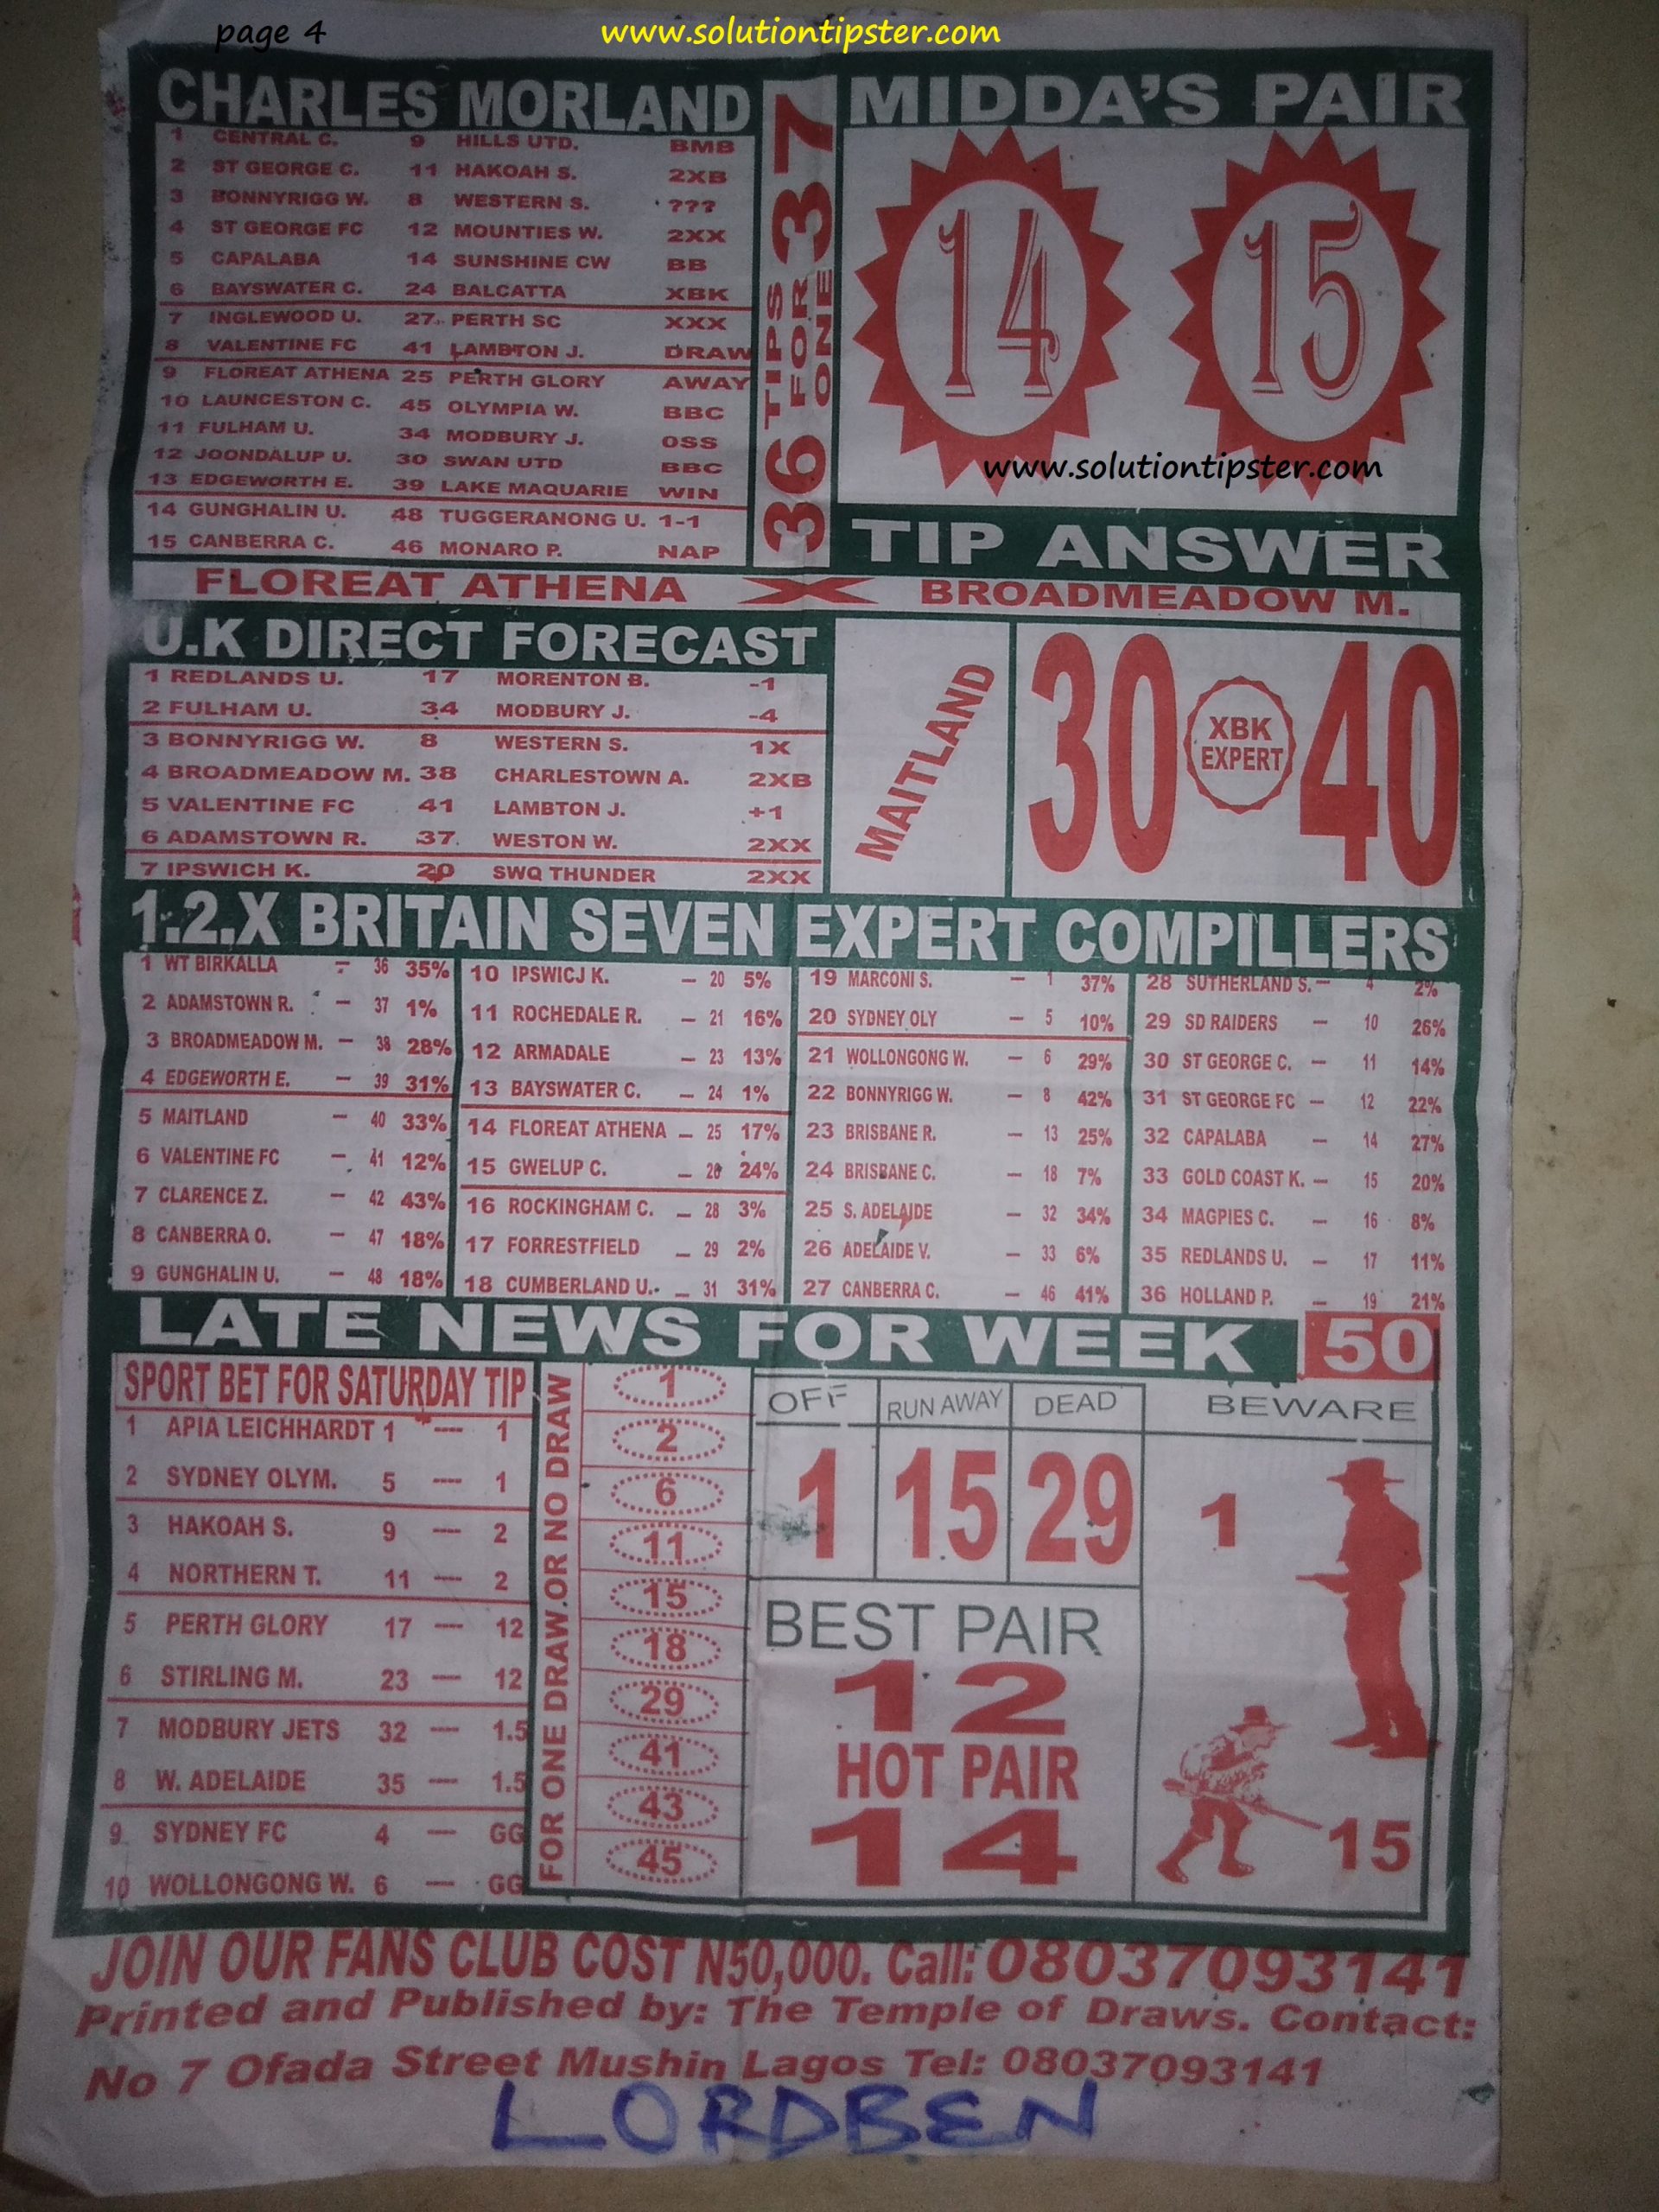 page 4
www.solutiontipster.com
CHARLES MORLAND
1 CENTRAL C. 9 HILLS UTD. BMB
2 ST GEORGE C. 11 HAKOAH S. 2XB
3 BONNYRIGG W. 8 WESTERN S. ???
4 ST GEORGE FC 12 MOUNTIES W. 2XX
5 CAPALABA 14 SUNSHINE CW BB
6 BAYSWATER C. 24 BALCATTA XBK
7 INGLEWOOD U. 27 PERTH SC XXX
8 VALENTINE FC 41 LAMBTON J. DRAW
9 FLOREAT ATHENA 25 PERTH GLORY AWAY
10 LAUNCESTON C. 45 OLYMPIA W. BBC
11 FULHAM U. 34 MODBURY J. OSS
12 JOONDALUP U. 30 SWAN UTD BBC
13 EDGEWORTH E. 39 LAKE MAQUARIE WIN
14 GUNGHALIN U. 48 TUGGERANONG U. 1-1
15 CANBERRA C. 46 MONARO P. NAP
36 TIPS FOR ONE 37
MIDDA'S PAIR
14 15
www.solutiontipster.com
TIP ANSWER
FLOREAT ATHENA X BROADMEADOW M.
U.K DIRECT FORECAST
1 REDLANDS U. 17 MORENTON B. -1
2 FULHAM U. 34 MODBURY J. -4
3 BONNYRIGG W. 8 WESTERN S. 1X
4 BROADMEADOW M. 38 CHARLESTOWN A. 2XB
5 VALENTINE FC 41 LAMBTON J. +1
6 ADAMSTOWN R. 37 WESTON W. 2XX
7 IPSWICH K. 20 SWQ THUNDER 2XX
MAITLAND
30 XBK EXPERT 40
1.2.X BRITAIN SEVEN EXPERT COMPILLERS
1 WT BIRKALLA - 36 35%
2 ADAMSTOWN R. - 37 1%
3 BROADMEADOW M. - 38 28%
4 EDGEWORTH E. - 39 31%
5 MAITLAND - 40 33%
6 VALENTINE FC - 41 12%
7 CLARENCE Z. - 42 43%
8 CANBERRA O. - 47 18%
9 GUNGHALIN U. - 48 18%
10 IPSWICJ K. - 20 5%
11 ROCHEDALE R. - 21 16%
12 ARMADALE - 23 13%
13 BAYSWATER C. - 24 1%
14 FLOREAT ATHENA - 25 17%
15 GWELUP C. - 24%
16 ROCKINGHAM C. - 28 3%
17 FORRESTFIELD - 29 2%
18 CUMBERLAND U. - 31 31%
19 MARCONI S. - 1 37%
20 SYDNEY OLY - 5 10%
21 WOLLONGONG W. - 6 29%
22 BONNYRIGG W. - 8 42%
23 BRISBANE R. - 13 25%
24 BRISBANE C. - 18 7%
25 S. ADELAIDE - 32 34%
26 ADELAIDE V. - 33 6%
27 CANBERRA C. - 46 41%
28 SUTHERLAND S. - 4 2%
29 SD RAIDERS - 10 26%
30 ST GEORGE C. - 11 14%
31 ST GEORGE FC - 12 22%
32 CAPALABA - 14 27%
33 GOLD COAST K. - 15 20%
34 MAGPIES C. - 16 8%
35 REDLANDS U. - 17 11%
36 HOLLAND P. - 19 21%
LATE NEWS FOR WEEK 50
SPORT BET FOR SATURDAY TIP
1 APIA LEICHHARDT 1 --- 1
2 SYDNEY OLYM. 5 --- 1
3 HAKOAH S. 9 --- 2
4 NORTHERN T. 11 --- 2
5 PERTH GLORY 17 --- 12
6 STIRLING M. 23 --- 12
7 MODBURY JETS 32 --- 1.5
8 W. ADELAIDE 35 --- 1.5
9 SYDNEY FC 4 — GG
10 WOLLONGONG W. 6 — GG
FOR ONE DRAW.OR NO DRAW
1
2
6
11
15
18
29
41
43
45
OFF RUN AWAY DEAD
1 15 29
BEST PAIR
12
HOT PAIR
14
BEWARE
1
15
JOIN OUR FANS CLUB COST N50,000. Call: 08037093141
Printed and Published by: The Temple of Draws. Contact:
No 7 Ofada Street Mushin Lagos Tel: 08037093141
LORDBEN